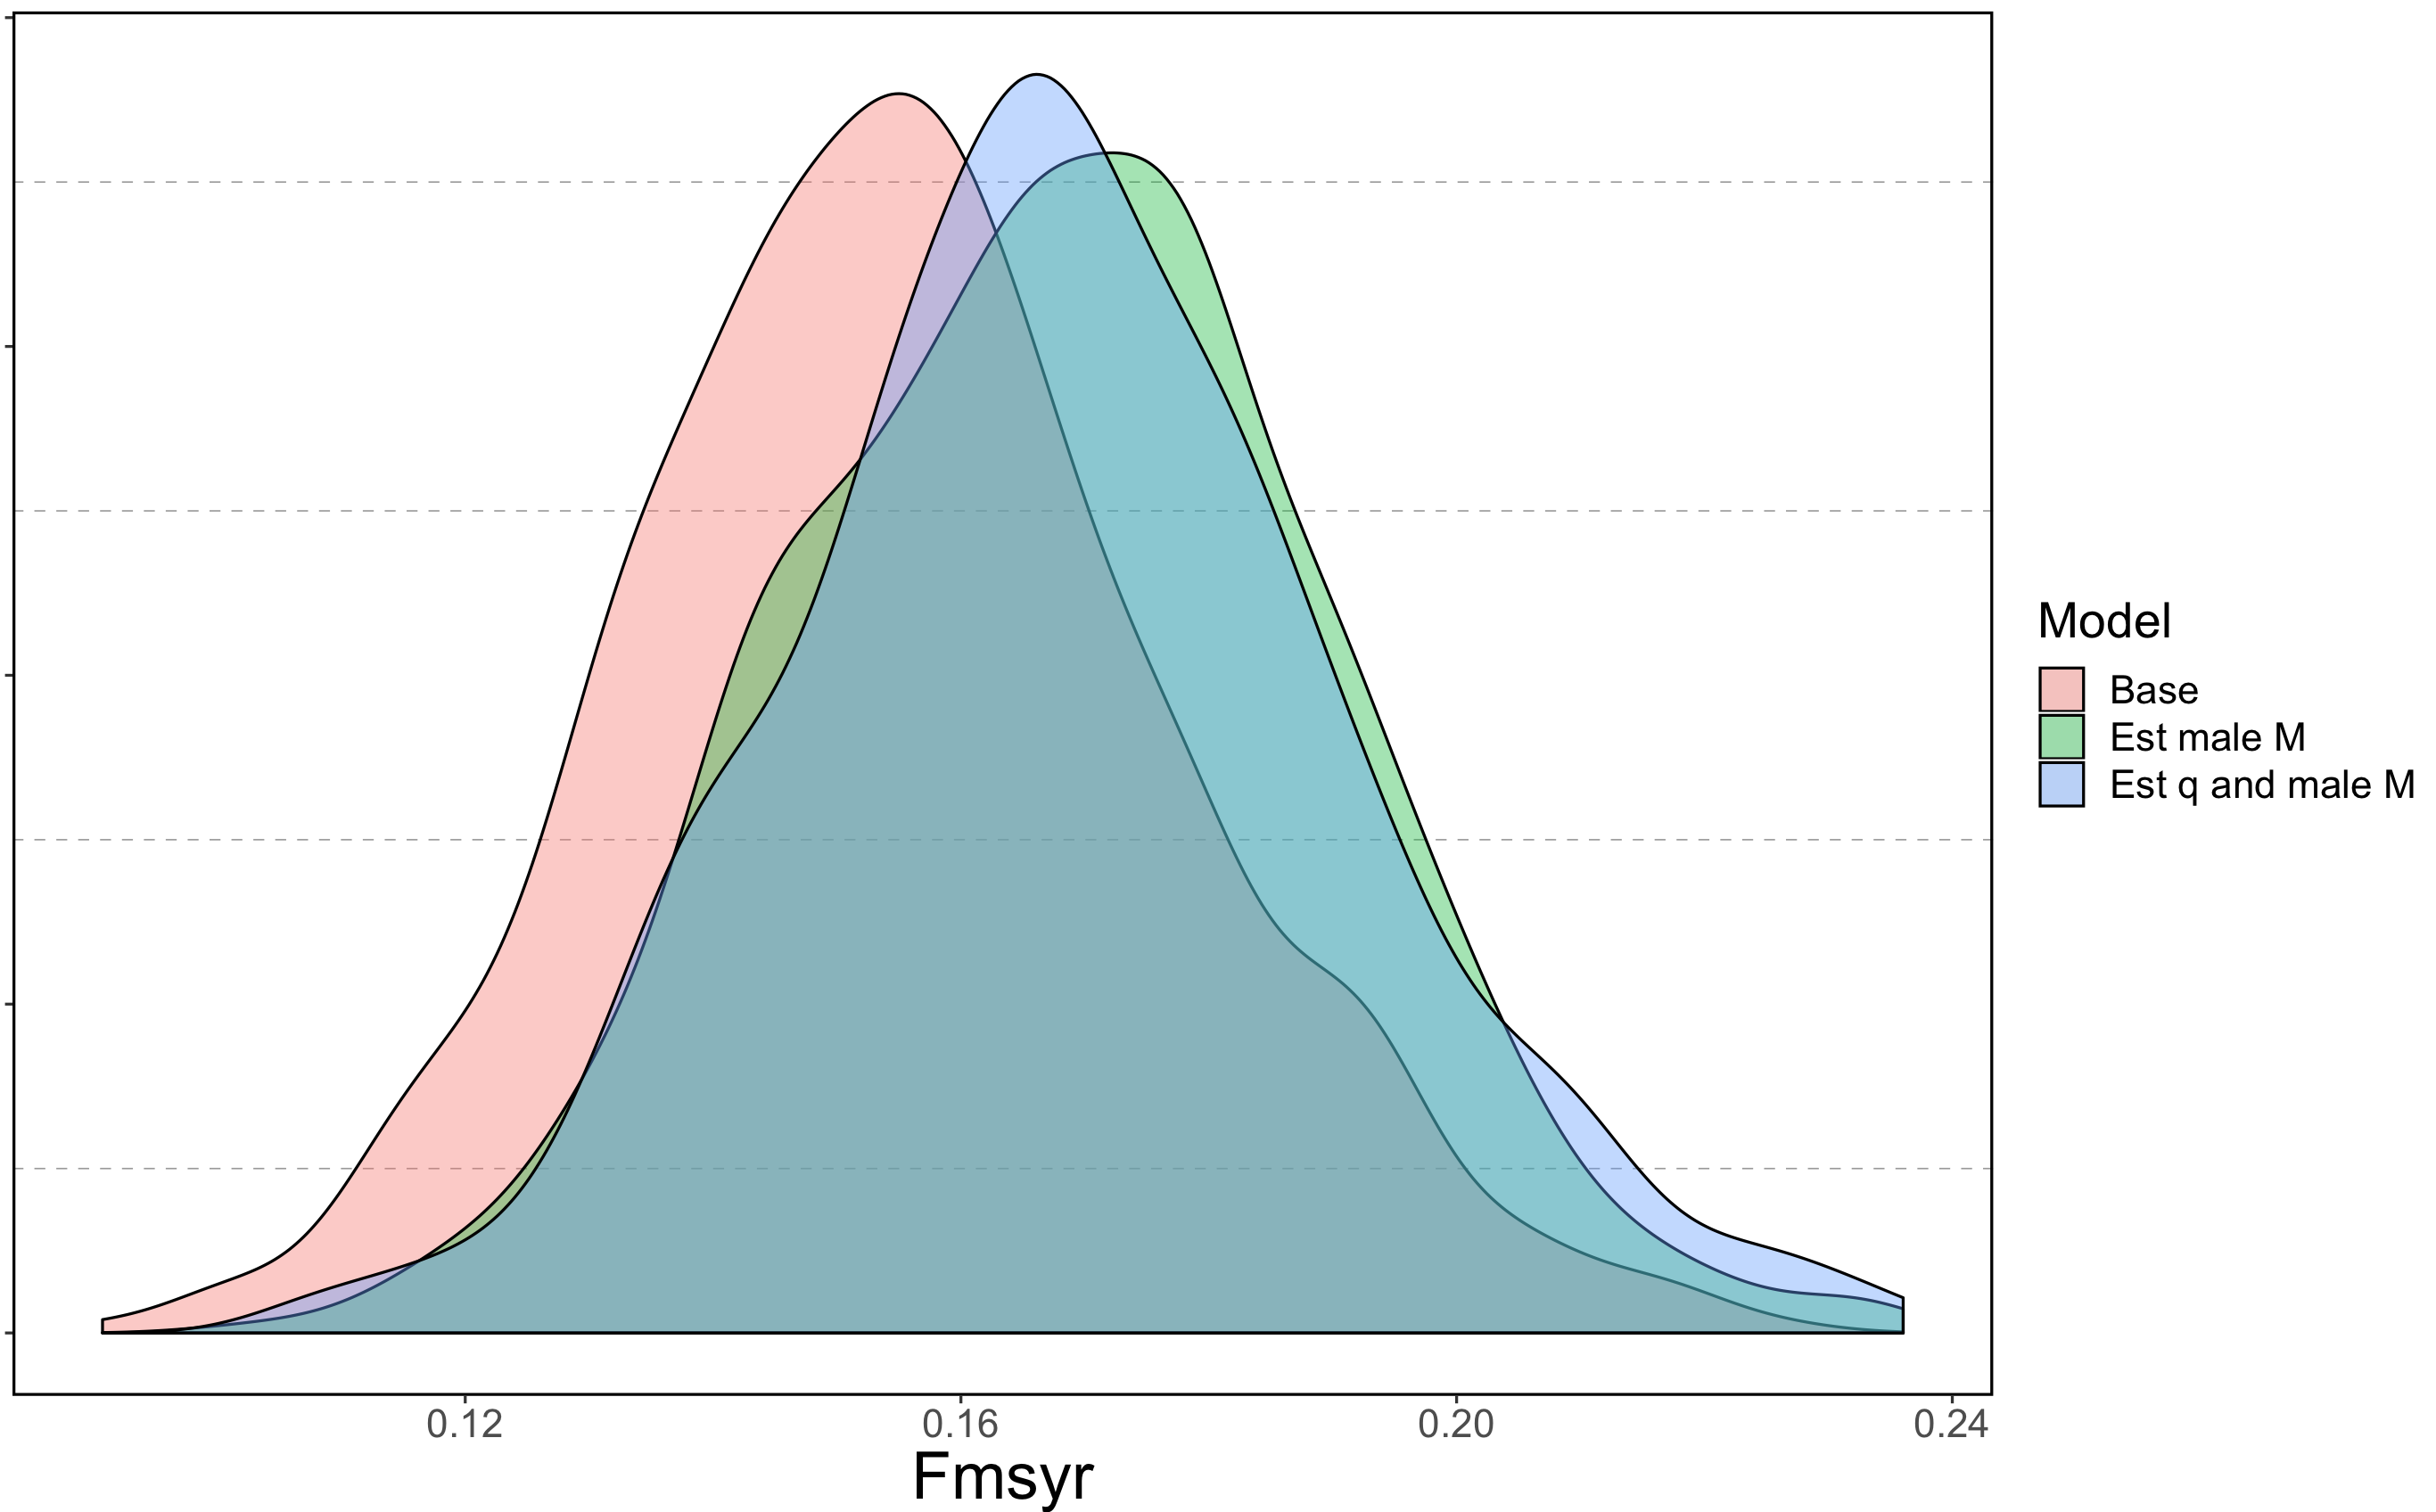 Model
Base
Est male M
Est q and male M
0.12
0.16
0.20
0.24
Fmsyr